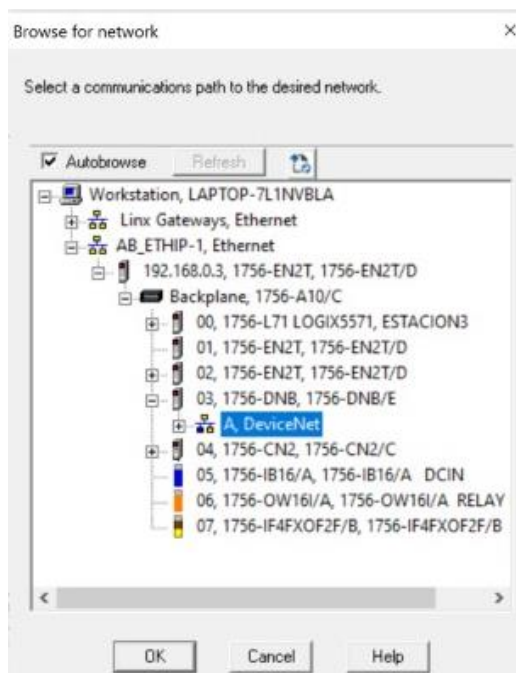 Browse for network
Select a communications path to the desired network.
Autobrowse Refresh
Workstation, LAPTOP-7L1NVBLA
Linx Gateways, Ethernet
AB_ETHIP-1, Ethernet
192.168.0.3, 1756-EN2T, 1756-EN2T/D
Backplane, 1756-A10/C
00, 1756-L71 LOGIX5571, ESTACION3
01, 1756-EN2T, 1756-EN2T/D
02, 1756-EN2T, 1756-EN2T/D
03, 1756-DNB, 1756-DNB/E
A, DeviceNet
04, 1756-CN2, 1756-CN2/C
05, 1756-IB16/A, 1756-IB16/A DCIN
06, 1756-OW16I/A, 1756-OW16I/A RELAY
07, 1756-IF4FXOF2F/B, 1756-IF4FXOF2F/B
OK Cancel Help